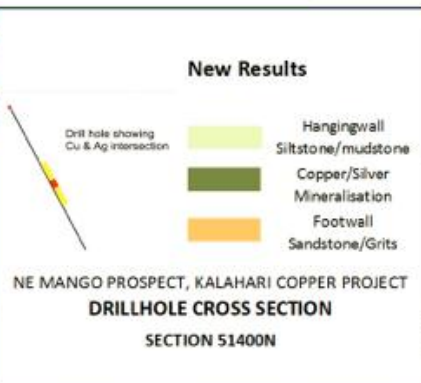 New Results
Drill hole showing
Cu & Ag intersection
Hangingwall
Siltstone/mudstone
Copper/Silver
Mineralisation
Footwall
Sandstone/Grits
NE MANGO PROSPECT, KALAHARI COPPER PROJECT
DRILLHOLE CROSS SECTION
SECTION 51400N